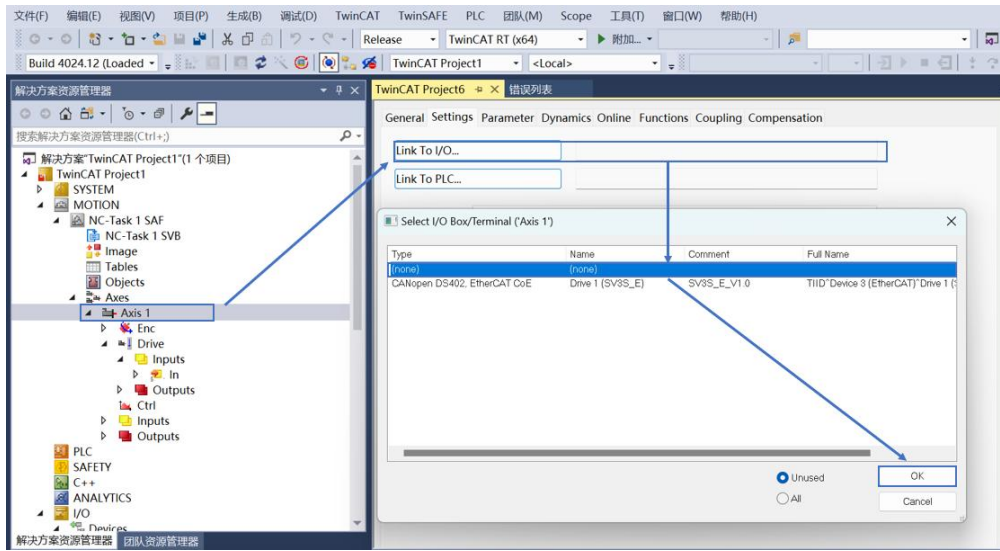 文件(F) 编辑(E) 视图(V) 项目(P) 生成(B) 调试(D) TwinCAT TwinSAFE PLC 团队(M) Scope 工具(T) 窗口(W) 帮助(H)
Release TwinCAT RT (x64) 附加...
Build 4024.12 (Loaded TwinCAT Project1 <Local>
解决方案资源管理器
搜索解决方案资源管理器(Ctrl+;)
解决方案"TwinCAT Project1"(1 个项目)
TwinCAT Project1
SYSTEM
MOTION
NC-Task 1 SAF
NC-Task 1 SVB
Image
Tables
Objects
Axes
Axis 1
Enc
Drive
Inputs
In
Outputs
Ctrl
Inputs
Outputs
PLC
SAFETY
C++
ANALYTICS
I/O
Devices
解决方案资源管理器 团队资源管理器
TwinCAT Project6 错误列表
General Settings Parameter Dynamics Online Functions Coupling Compensation
Link To I/O...
Link To PLC...
Select I/O Box/Terminal ('Axis 1')
Type Name Comment Full Name
(none) (none)
CANopen DS402, EtherCAT CoE Drive 1 (SV3S_E) SV3S_E_V1.0 TIID^Device 3 (EtherCAT)^Drive 1 (
Unused
All
OK
Cancel